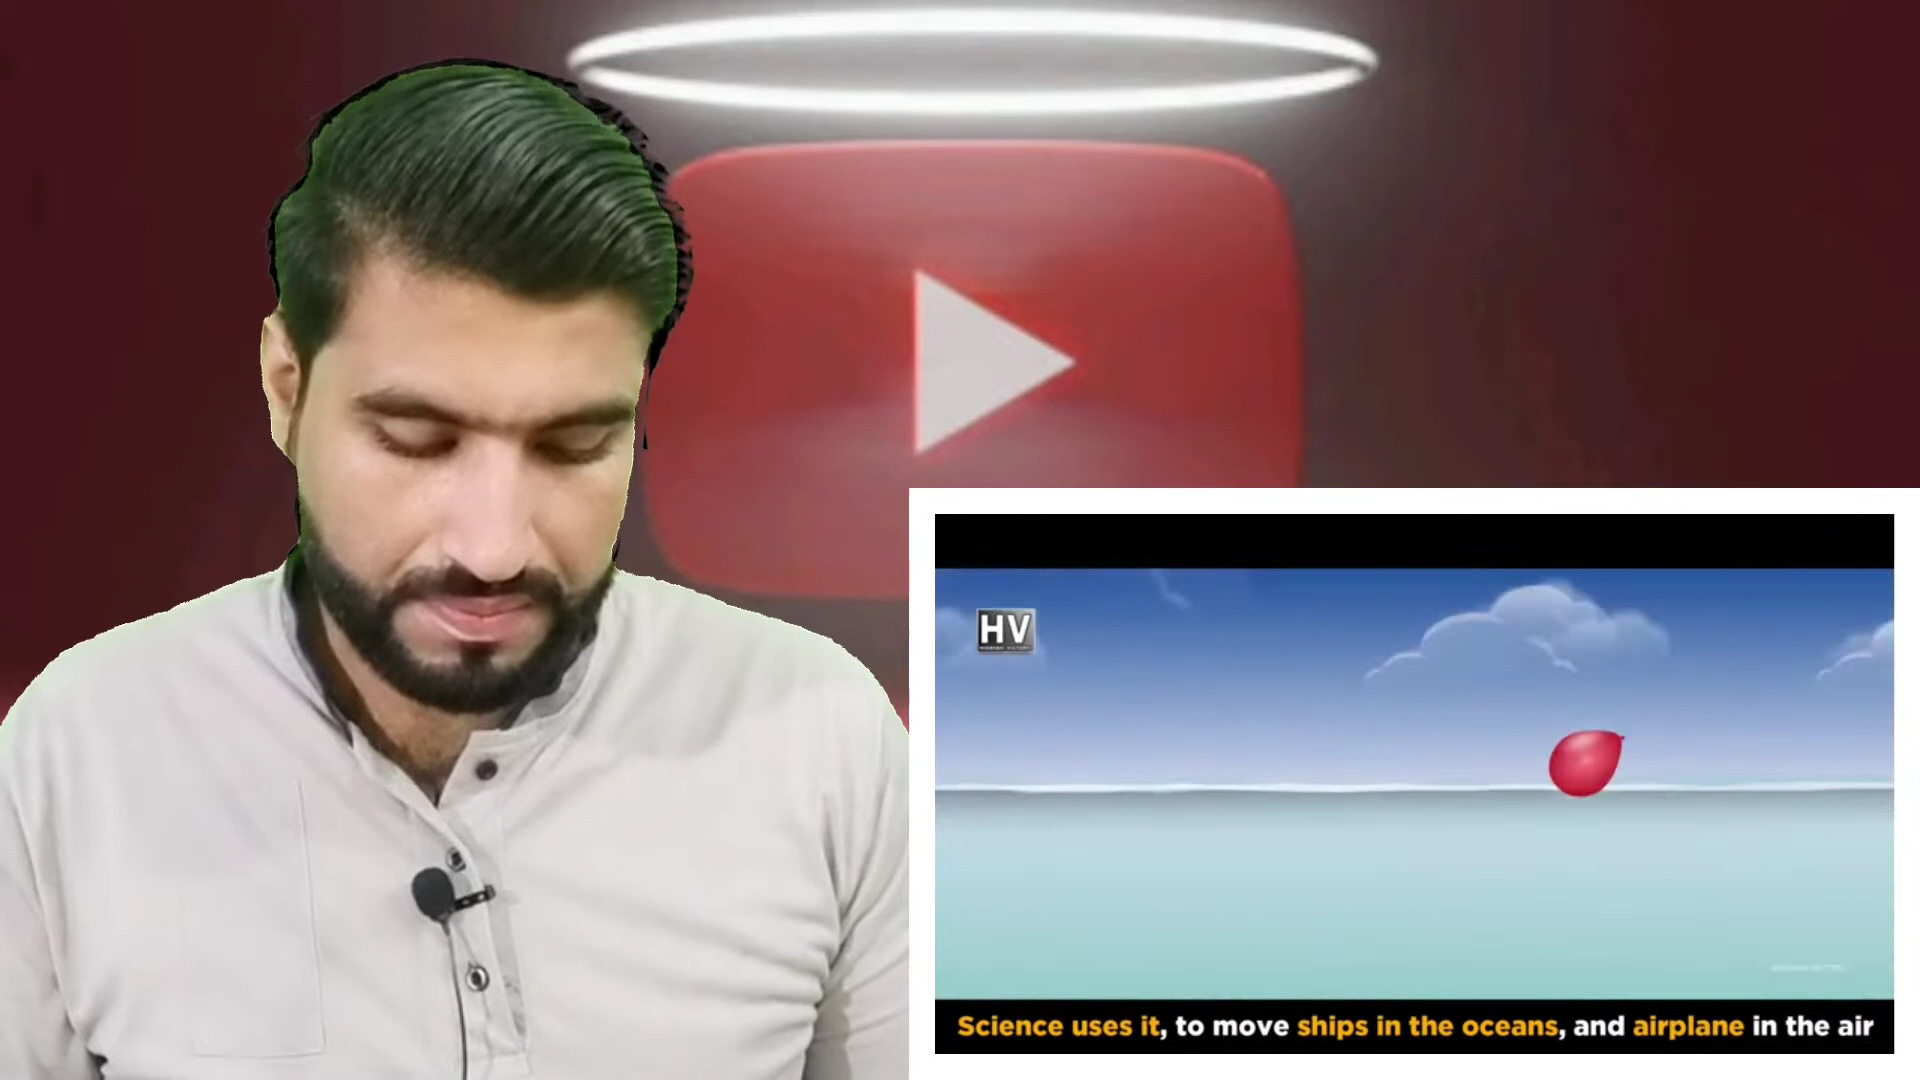 HV
Science uses it, to move ships in the oceans, and airplane in the air